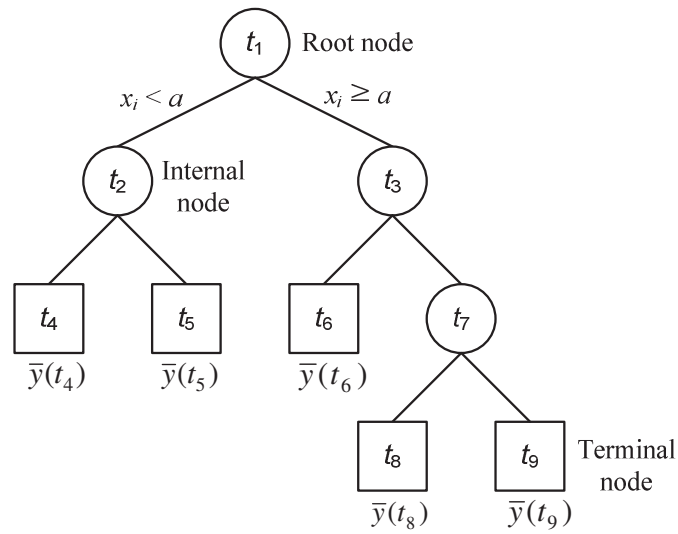 t₁ Root node
xᵢ < a
xᵢ ≥ a
t₂ Internal
node
t₃
t₄
t₅
t₆
t₇
y̅(t₄)
y̅(t₅)
y̅(t₆)
t₈
t₉
Terminal
node
y̅(t₈)
y̅(t₉)